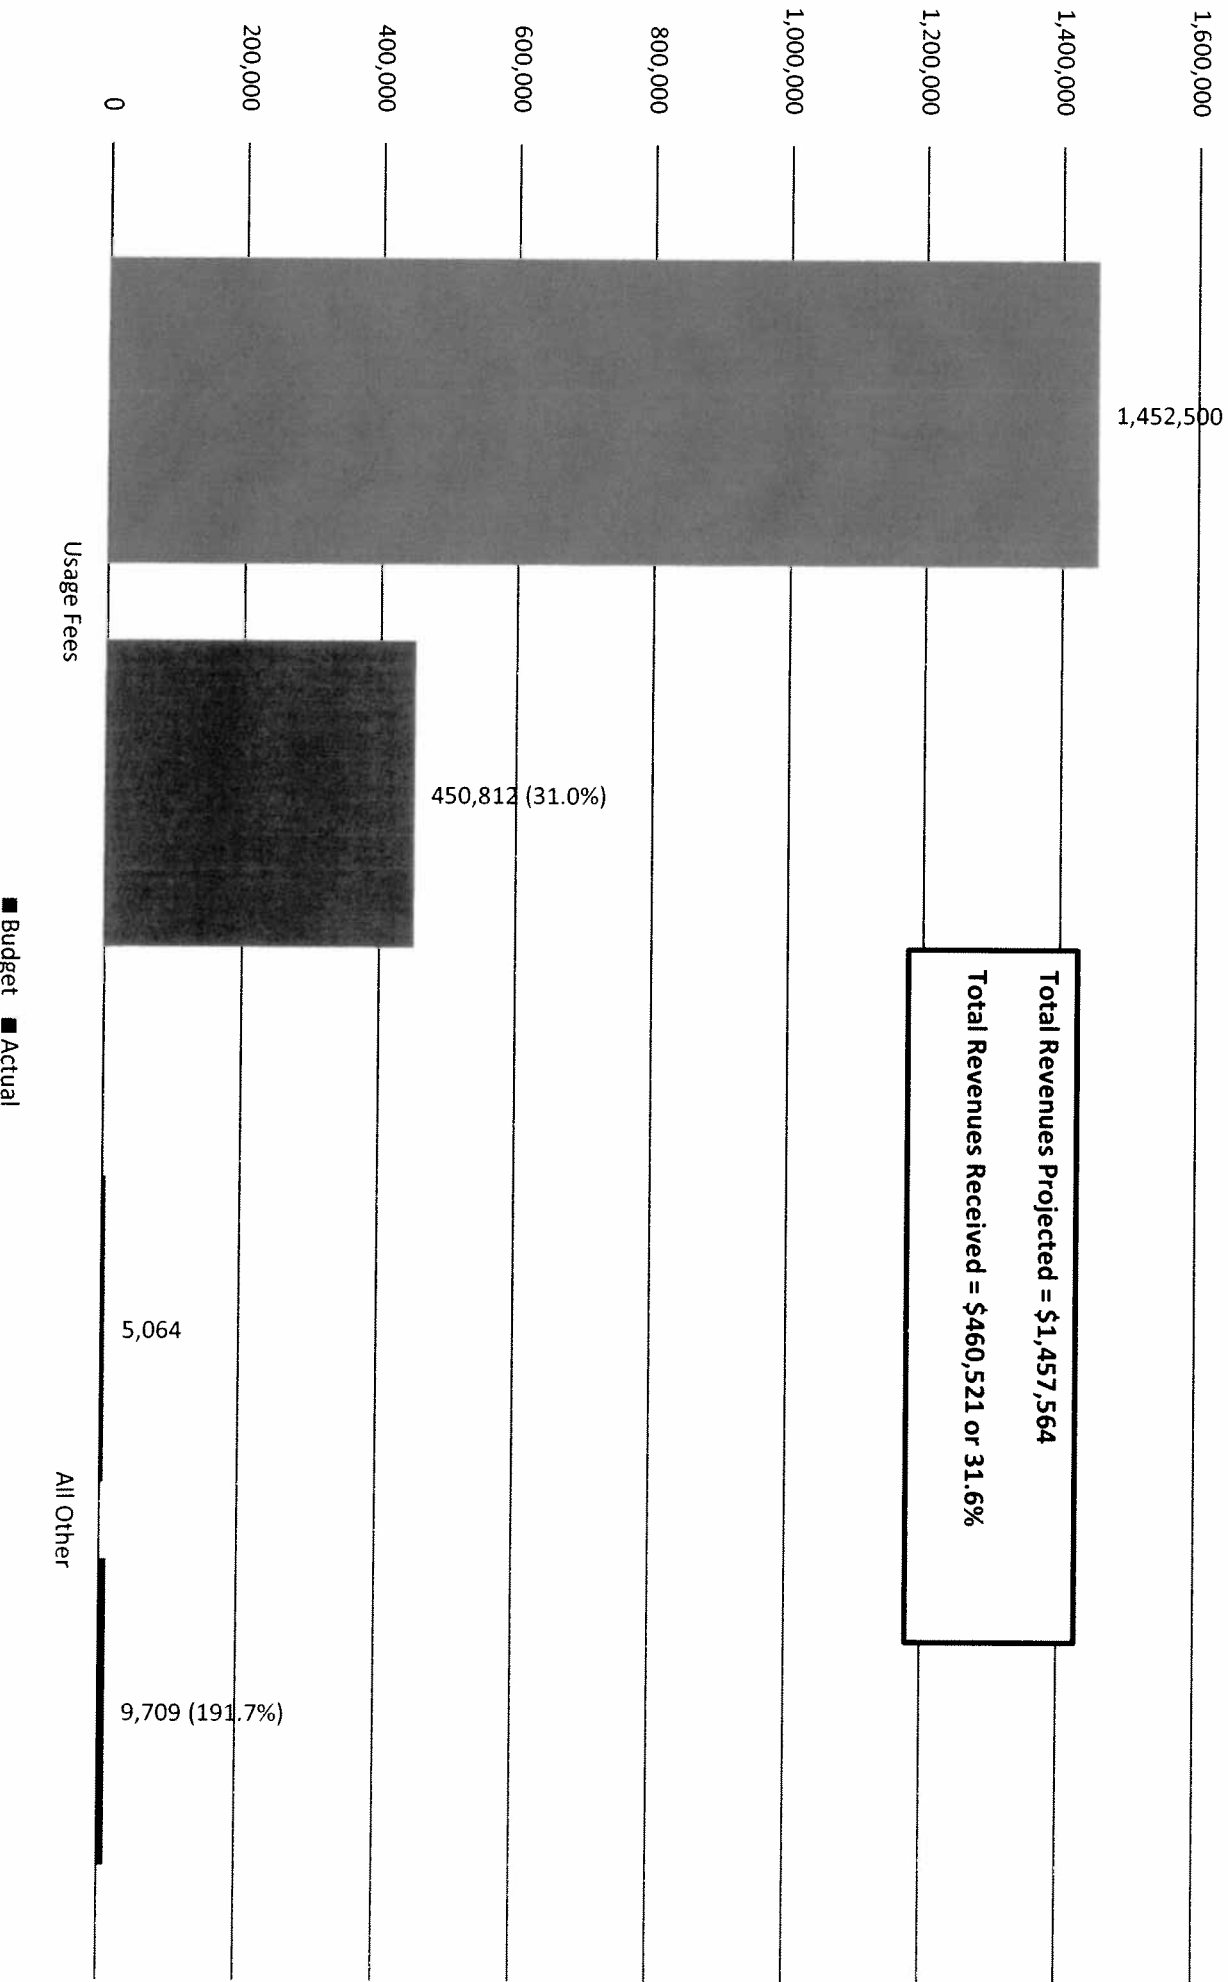 1,600,000
1,400,000
1,200,000
1,000,000
800,000
600,000
400,000
200,000
0
1,452,500
450,812 (31.0%)
5,064
9,709 (191.7%)
Total Revenues Projected = $1,457,564
Total Revenues Received = $460,521 or 31.6%
Usage Fees
All Other
Budget Actual